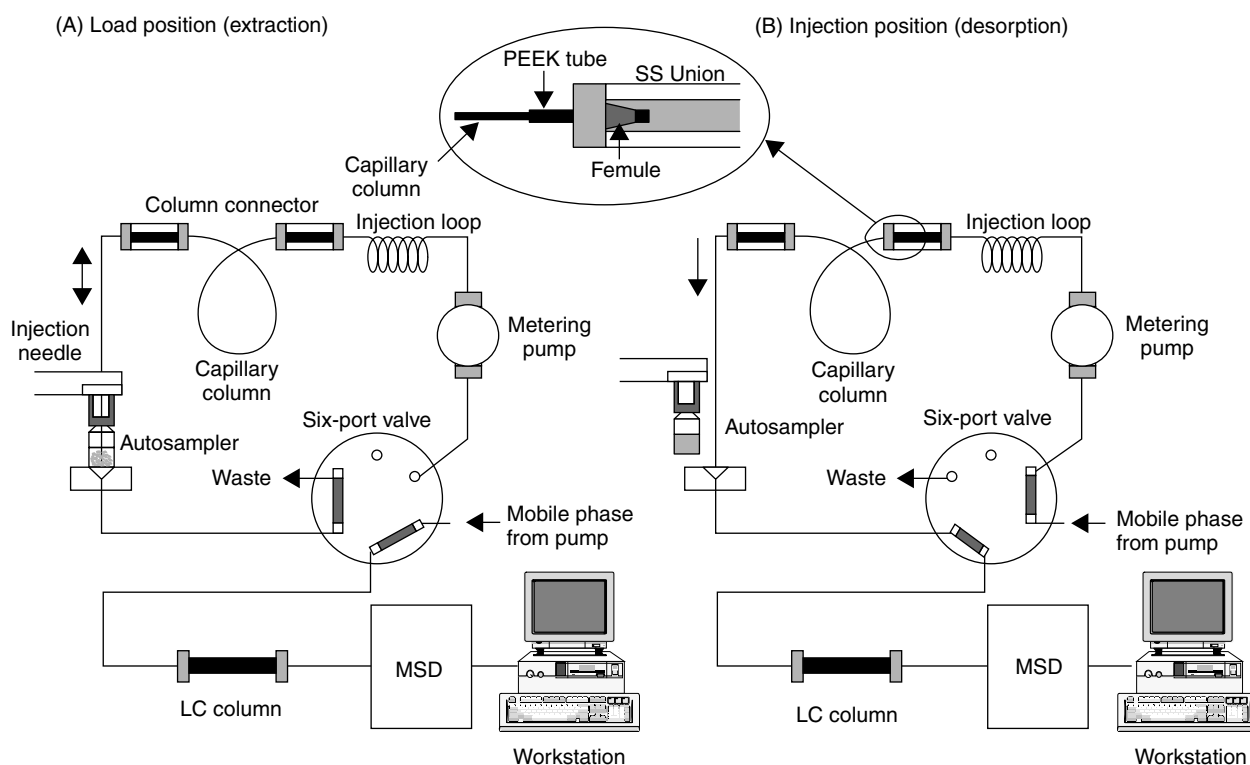 (A) Load position (extraction)
(B) Injection position (desorption)
PEEK tube
SS Union
Capillary
column
Femule
Column connector
Injection loop
Injection
needle
Capillary
column
Metering
pump
Autosampler
Six-port valve
Waste
Mobile phase
from pump
MSD
LC column
Workstation
Injection loop
Capillary
column
Metering
pump
Autosampler
Six-port valve
Waste
Mobile phase
from pump
MSD
LC column
Workstation